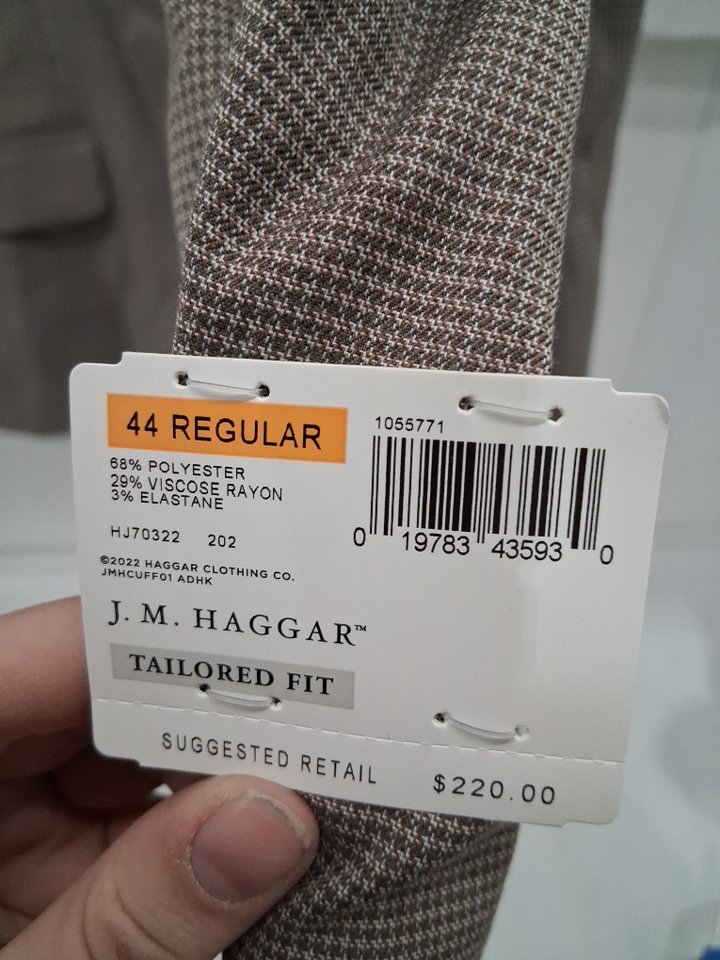 44 REGULAR
68% POLYESTER
29% VISCOSE RAYON
3% ELASTANE
HJ70322 202
©2022 HAGGAR CLOTHING CO.
JMHCUFF01 ADHK
J. M. HAGGAR™
TAILORED FIT
1055771
0 19783 43593 0
SUGGESTED RETAIL $220.00